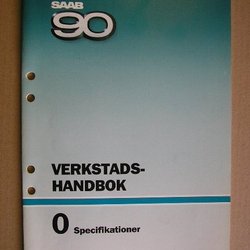 SAAB
90
VERKSTADS-
HANDBOK
0 Specifikationer